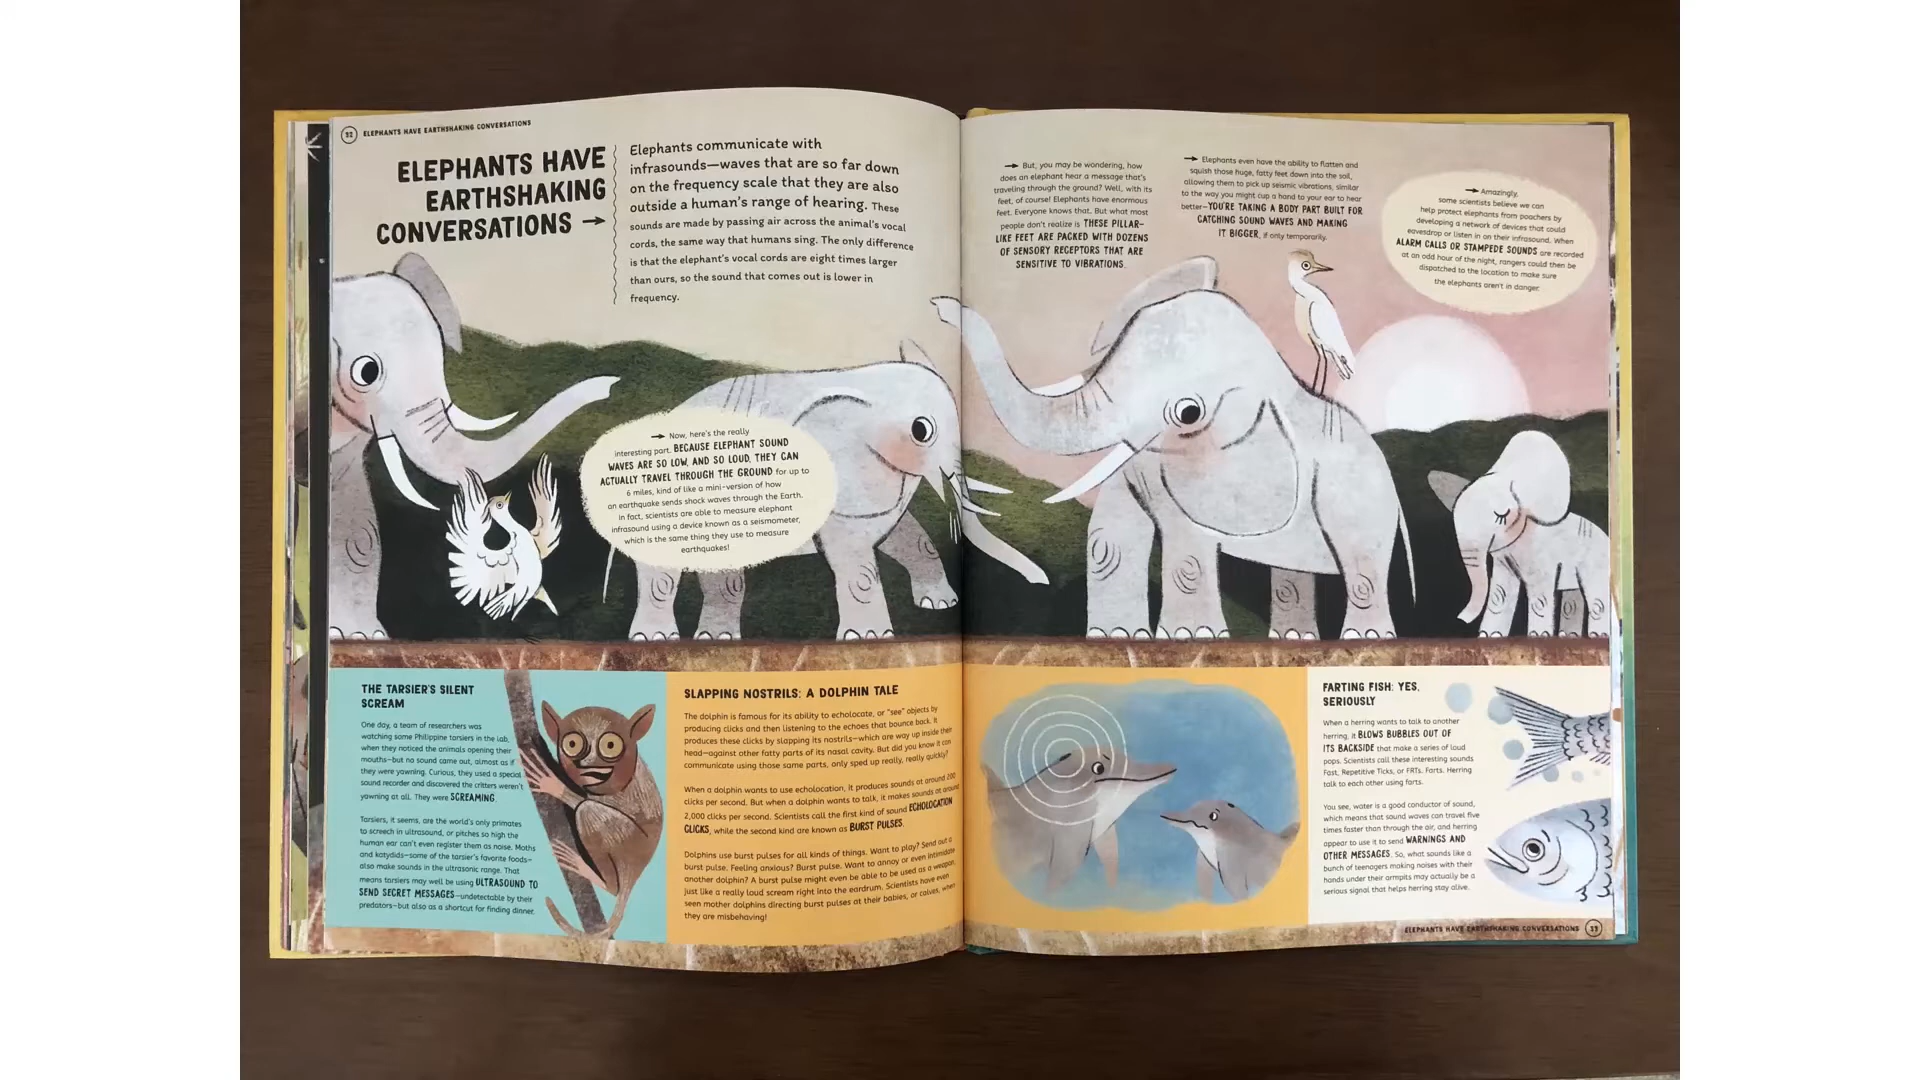 32 ELEPHANTS HAVE EARTHSHAKING CONVERSATIONS
ELEPHANTS HAVE
EARTHSHAKING
CONVERSATIONS →
Elephants communicate with
infrasounds—waves that are so far down
on the frequency scale that they are also
outside a human's range of hearing. These
sounds are made by passing air across the animal's vocal
cords, the same way that humans sing. The only difference
is that the elephant's vocal cords are eight times larger
than ours, so the sound that comes out is lower in
frequency.
→ Now, here's the really
interesting part. BECAUSE ELEPHANT SOUND
WAVES ARE SO LOW, AND SO LOUD, THEY CAN
ACTUALLY TRAVEL THROUGH THE GROUND for up to
6 miles, kind of like a mini-version of how
an earthquake sends shock waves through the Earth.
In fact, scientists are able to measure elephant
infrasound using a device known as a seismometer,
which is the same thing they use to measure
earthquakes!
→ But, you may be wondering, how
does an elephant hear a message that's
traveling through the ground? Well, with its
feet, of course! Elephants have enormous
feet. Everyone knows that. But what most
people don't realize is THESE PILLAR-
LIKE FEET ARE PACKED WITH DOZENS
OF SENSORY RECEPTORS THAT ARE
SENSITIVE TO VIBRATIONS.
→ Elephants even have the ability to flatten and
squish those huge, fatty feet down into the soil,
allowing them to pick up seismic vibrations, similar
to the way you might cup a hand to your ear to hear
better—YOU'RE TAKING A BODY PART BUILT FOR
CATCHING SOUND WAVES AND MAKING
IT BIGGER, if only temporarily.
→ Amazingly,
some scientists believe we can
help protect elephants from poachers by
developing a network of devices that could
eavesdrop or listen in on their infrasound. When
ALARM CALLS OR STAMPEDE SOUNDS are recorded
at an odd hour of the night, rangers could then be
dispatched to the location to make sure
the elephants aren't in danger.
THE TARSIER'S SILENT
SCREAM
One day, a team of researchers was
watching some Philippine tarsiers in the lab,
when they noticed the animals opening their
mouths—but no sound came out, almost as if
they were yawning. Curious, they used a special
sound recorder and discovered the critters weren't
yawning at all. They were SCREAMING.
Tarsiers, it seems, are the world's only primates
to screech in ultrasound, or pitches so high the
human ear can't even register them as noise. Moths
and katydids—some of the tarsier's favorite foods—
also make sounds in the ultrasonic range. That
means tarsiers may well be using ULTRASOUND TO
SEND SECRET MESSAGES—undetectable by their
predators—but also as a shortcut for finding dinner.
SLAPPING NOSTRILS: A DOLPHIN TALE
The dolphin is famous for its ability to echolocate, or "see" objects by
producing clicks and then listening to the echoes that bounce back. It
produces these clicks by slapping its nostrils—which are way up inside their
head—against other fatty parts of its nasal cavity. But did you know it can
communicate using those same parts, only sped up really, really quickly?
When a dolphin wants to use echolocation, it produces sounds at around 200
clicks per second. But when a dolphin wants to talk, it makes sounds at around
2,000 clicks per second. Scientists call the first kind of sound ECHOLOCATION
CLICKS, while the second kind are known as BURST PULSES.
Dolphins use burst pulses for all kinds of things. Want to play? Send out a
burst pulse. Feeling anxious? Burst pulse. Want to annoy or even intimidate
another dolphin? A burst pulse might even be able to be used as a weapon,
just like a really loud scream right into the eardrum. Scientists have even
seen mother dolphins directing burst pulses at their babies, or calves, when
they are misbehaving!
FARTING FISH: YES,
SERIOUSLY
When a herring wants to talk to another
herring, it BLOWS BUBBLES OUT OF
ITS BACKSIDE that make a series of loud
pops. Scientists call these interesting sounds
Fast, Repetitive Ticks, or FRTs. Farts. Herring
talk to each other using farts.
You see, water is a good conductor of sound,
which means that sound waves can travel five
times faster than through the air, and herring
appear to use it to send WARNINGS AND
OTHER MESSAGES. So, what sounds like a
bunch of teenagers making noises with their
hands under their armpits may actually be a
serious signal that helps herring stay alive.
ELEPHANTS HAVE EARTHSHAKING CONVERSATIONS 33